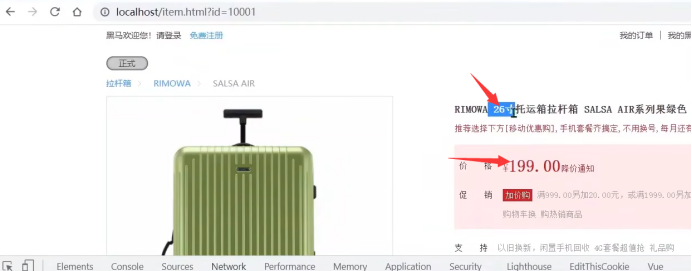 localhost/item.html?id=10001
黑马欢迎您！请登录 免费注册
我的订单 | 我的黑
正式
拉杆箱 > RIMOWA > SALSA AIR
RIMOWA 26寸托运箱拉杆箱 SALSA AIR系列果绿色
推荐选择下方[移动优惠购],手机套餐齐搞定,不用换号,每月还有
价 格 ¥199.00 降价通知
促 销 加价购 满999.00另加20.00元，或满1999.00另加
购物车换 购热销商品
支 持 以旧换新，闲置手机回收 4G套餐超值抢 礼品购
Elements Console Sources Network Performance Memory Application Security Lighthouse EditThisCookie Vue